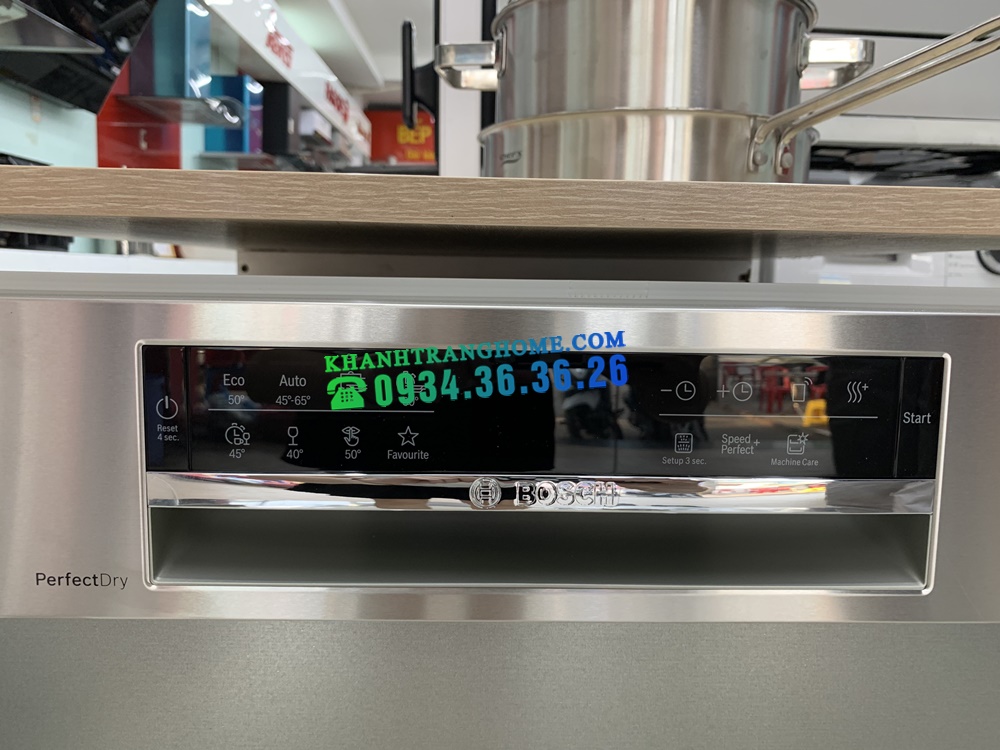 BẾP
KHANHTRANGHOME.COM
0934.36.36.26
Eco
50°
Auto
45°-65°
Reset
4 sec.
45°
40°
50°
Favourite
Setup 3 sec.
Speed +
Perfect
Machine Care
Start
BOSCH
PerfectDry